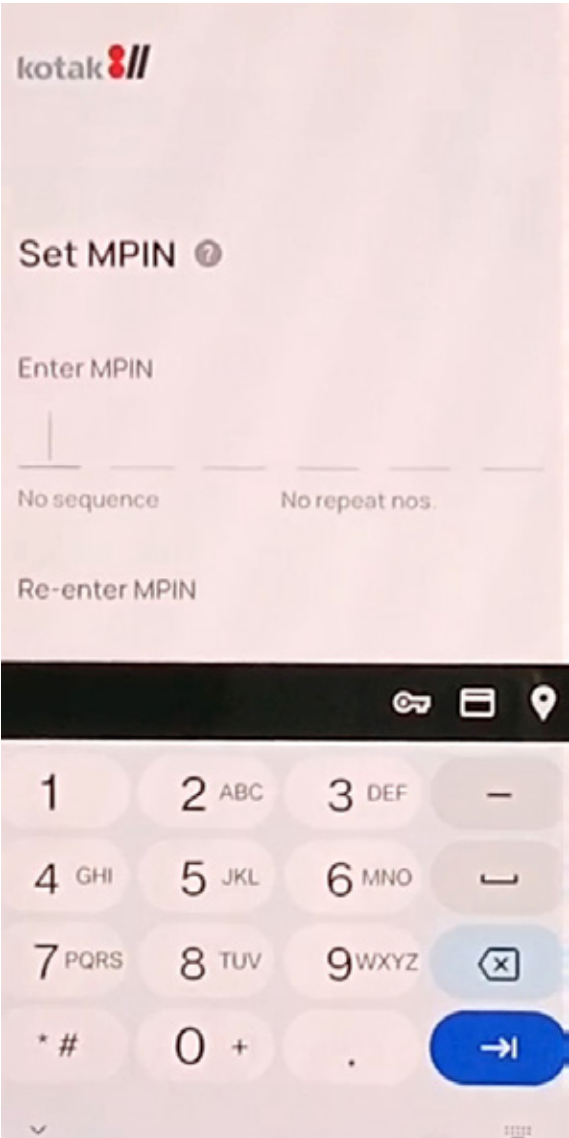 kotak 811
Set MPIN ?
Enter MPIN
No sequence No repeat nos.
Re-enter MPIN
1 2 ABC 3 DEF –
4 GHI 5 JKL 6 MNO
7 PQRS 8 TUV 9 WXYZ
* # 0 + .